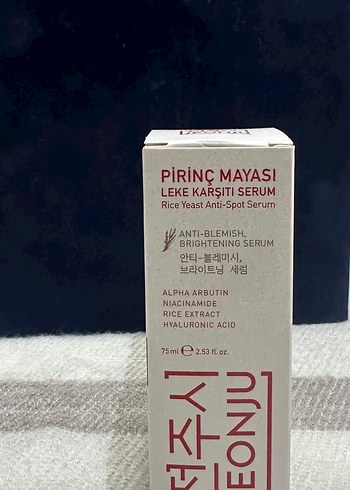 PİRİNÇ MAYASI
LEKE KARŞITI SERUM
Rice Yeast Anti-Spot Serum
ANTI-BLEMISH,
BRIGHTENING SERUM
안티-블레미시,
브라이트닝 세럼
ALPHA ARBUTIN
NIACINAMIDE
RICE EXTRACT
HYALURONIC ACID
75 ml ℮ 2.53 fl. oz.